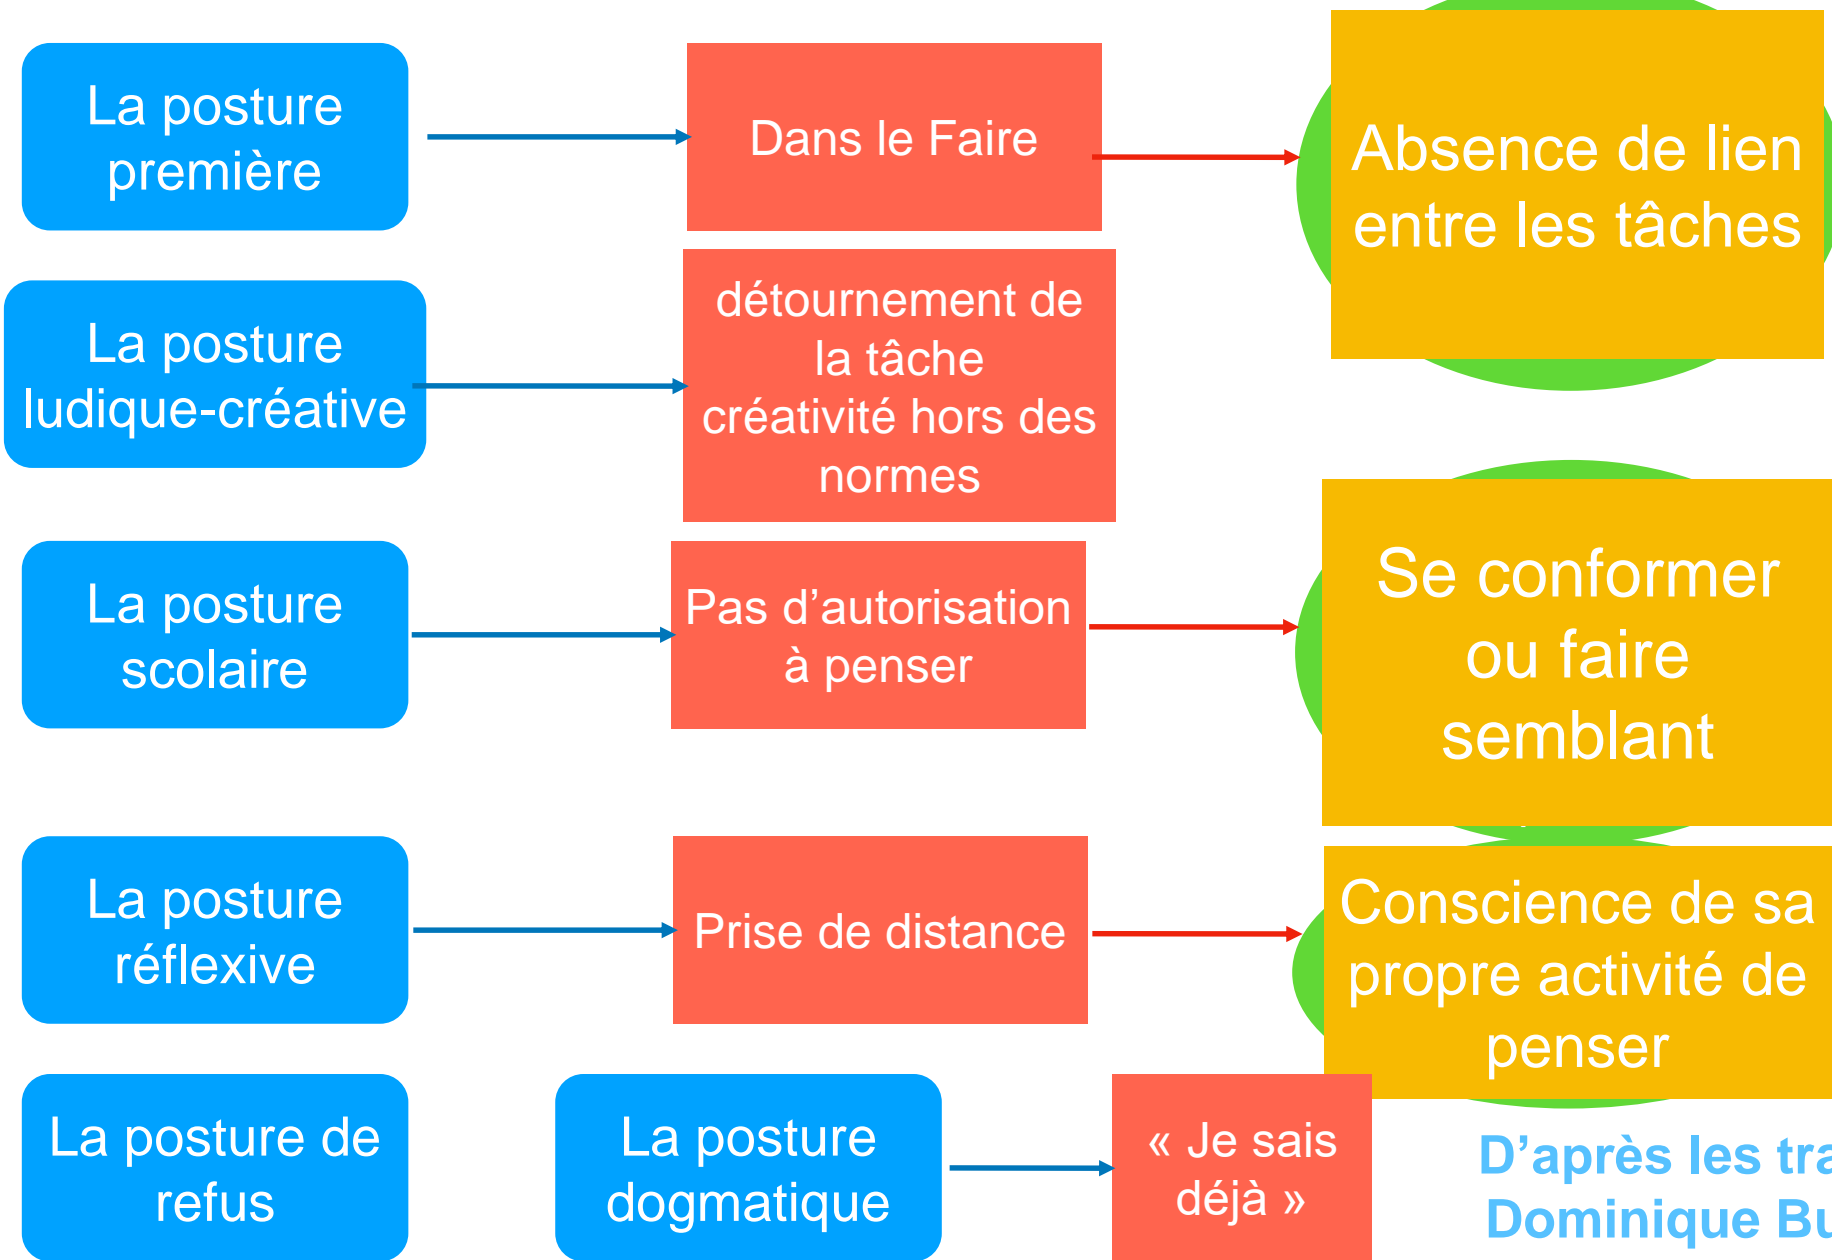 La posture
première
Dans le Faire
Absence de lien
entre les tâches
La posture
ludique-créative
détournement de
la tâche
créativité hors des
normes
La posture
scolaire
Pas d’autorisation
à penser
Se conformer
ou faire
semblant
La posture
réflexive
Prise de distance
Conscience de sa
propre activité de
penser
La posture de
refus
La posture
dogmatique
« Je sais
déjà »
D’après les
Dominique